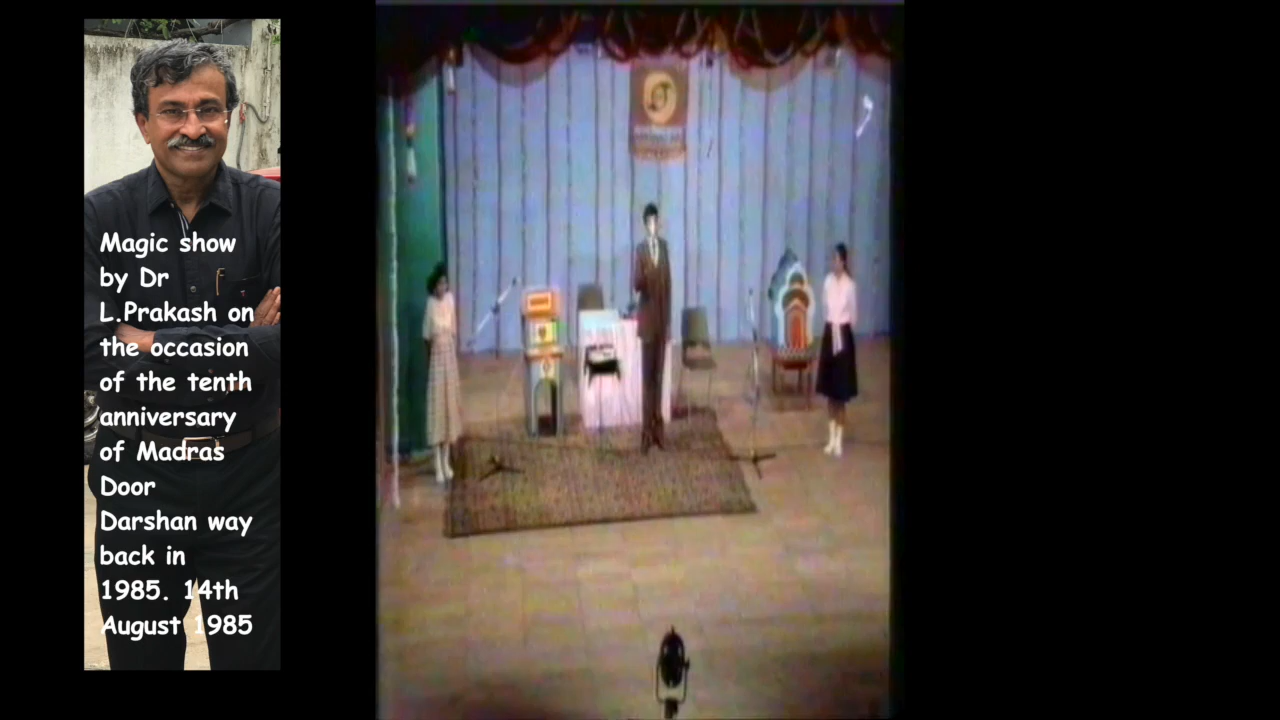 Magic show
by Dr
L.Prakash on
the occasion
of the tenth
anniversary
of Madras
Door
Darshan way
back in
1985. 14th
August 1985